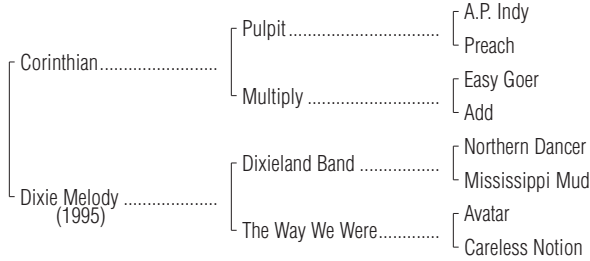 A.P. Indy
Pulpit
Preach
Corinthian
Easy Goer
Multiply
Add
Northern Dancer
Dixieland Band
Mississippi Mud
Dixie Melody
(1995)
Avatar
The Way We Were
Careless Notion